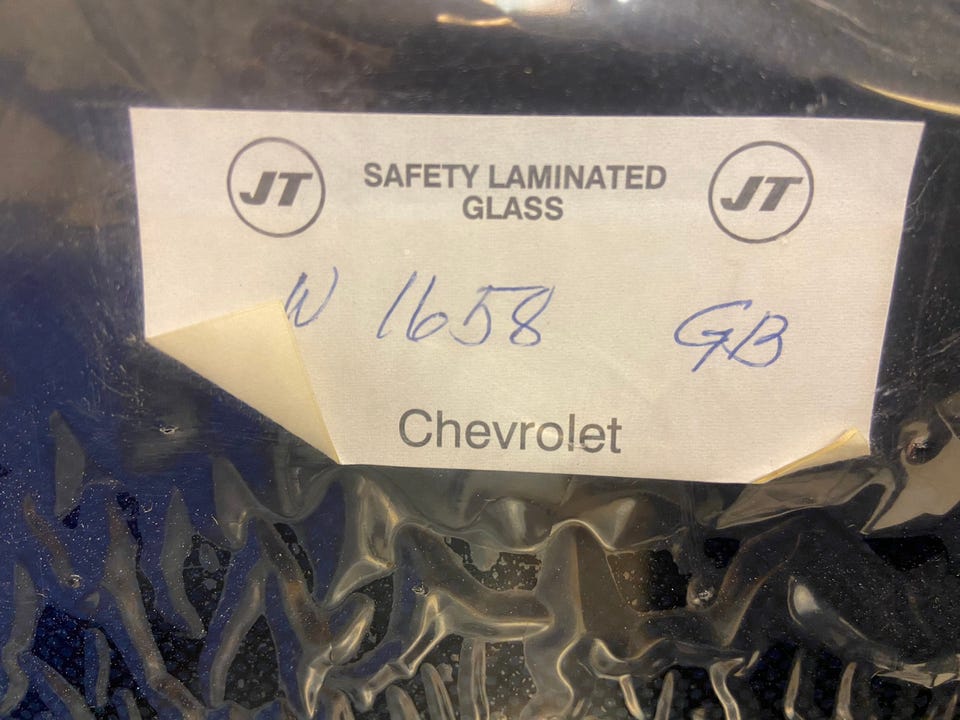 JT SAFETY LAMINATED JT
GLASS
W 1658 GB
Chevrolet